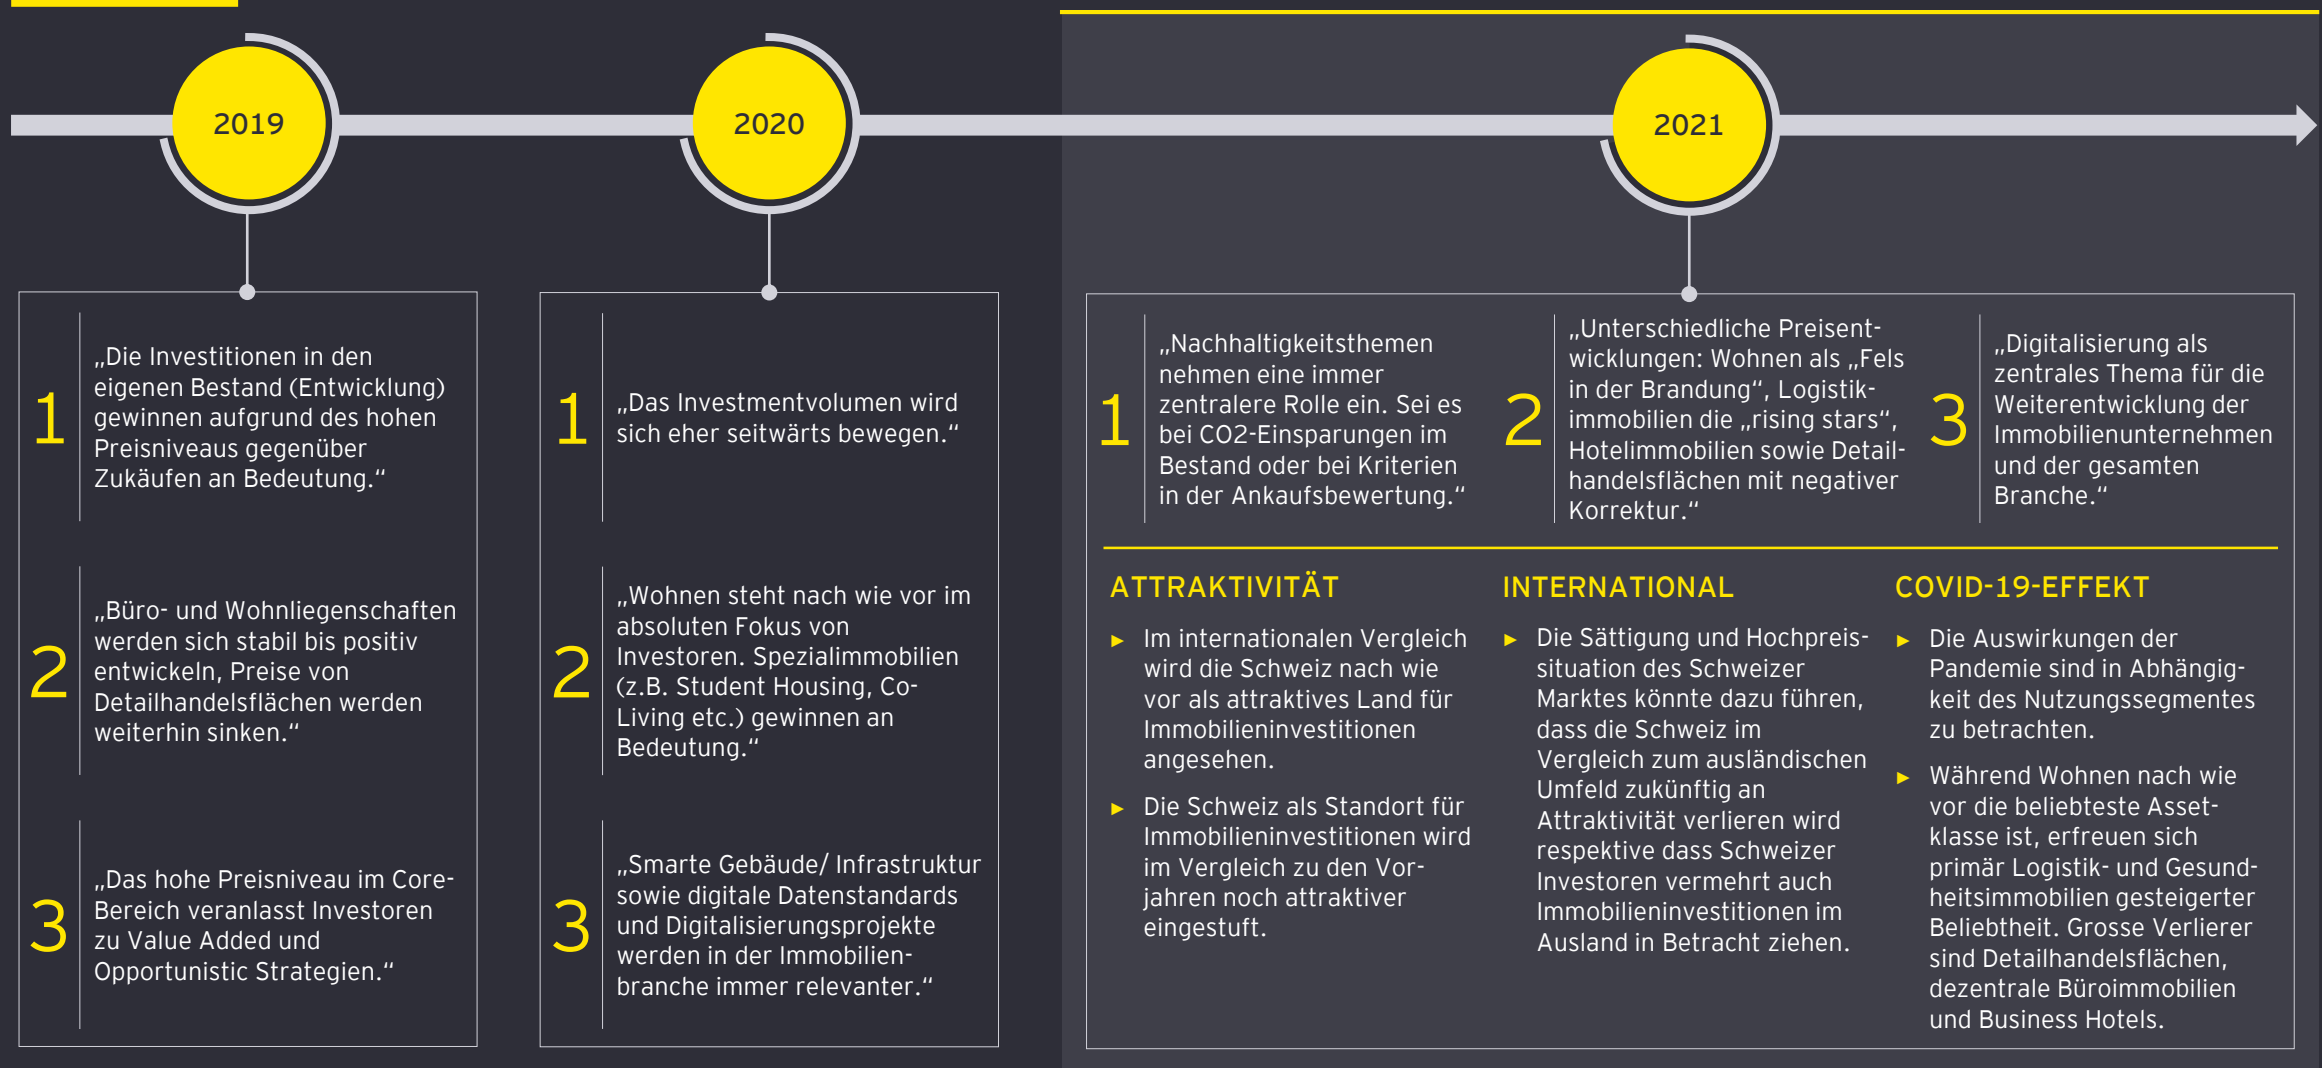 2019
2020
2021
1
„Die Investitionen in den
eigenen Bestand (Entwicklung)
gewinnen aufgrund des hohen
Preisniveaus gegenüber
Zukäufen an Bedeutung.“
2
„Büro- und Wohnliegenschaften
werden sich stabil bis positiv
entwickeln, Preise von
Detailhandelsflächen werden
weiterhin sinken.“
3
„Das hohe Preisniveau im Core-
Bereich veranlasst Investoren
zu Value Added und
Opportunistic Strategien.“
1
„Das Investmentvolumen wird
sich eher seitwärts bewegen.“
2
„Wohnen steht nach wie vor im
absoluten Fokus von
Investoren. Spezialimmobilien
(z.B. Student Housing, Co-
Living etc.) gewinnen an
Bedeutung.“
3
„Smarte Gebäude/ Infrastruktur
sowie digitale Datenstandards
und Digitalisierungsprojekte
werden in der Immobilien-
branche immer relevanter.“
1
„Nachhaltigkeitsthemen
nehmen eine immer
zentralere Rolle ein. Sei es
bei CO2-Einsparungen im
Bestand oder bei Kriterien
in der Ankaufsbewertung.“
2
„Unterschiedliche Preisent-
wicklungen: Wohnen als „Fels
in der Brandung“, Logistik-
immobilien die „rising stars“,
Hotelimmobilien sowie Detail-
handelsflächen mit negativer
Korrektur.“
3
„Digitalisierung als
zentrales Thema für die
Weiterentwicklung der
Immobilienunternehmen
und der gesamten
Branche.“
ATTRAKTIVITÄT
► Im internationalen Vergleich
wird die Schweiz nach wie
vor als attraktives Land für
Immobilieninvestitionen
angesehen.
► Die Schweiz als Standort für
Immobilieninvestitionen wird
im Vergleich zu den Vor-
jahren noch attraktiver
eingestuft.
INTERNATIONAL
► Die Sättigung und Hochpreis-
situation des Schweizer
Marktes könnte dazu führen,
dass die Schweiz im
Vergleich zum ausländischen
Umfeld zukünftig an
Attraktivität verlieren wird
respektive dass Schweizer
Investoren vermehrt auch
Immobilieninvestitionen im
Ausland in Betracht ziehen.
COVID-19-EFFEKT
► Die Auswirkungen der
Pandemie sind in Abhängig-
keit des Nutzungssegmentes
zu betrachten.
► Während Wohnen nach wie
vor die beliebteste Asset-
klasse ist, erfreuen sich
primär Logistik- und Gesund-
heitsimmobilien gesteigerter
Beliebtheit. Grosse Verlierer
sind Detailhandelsflächen,
dezentrale Büroimmobilien
und Business Hotels.